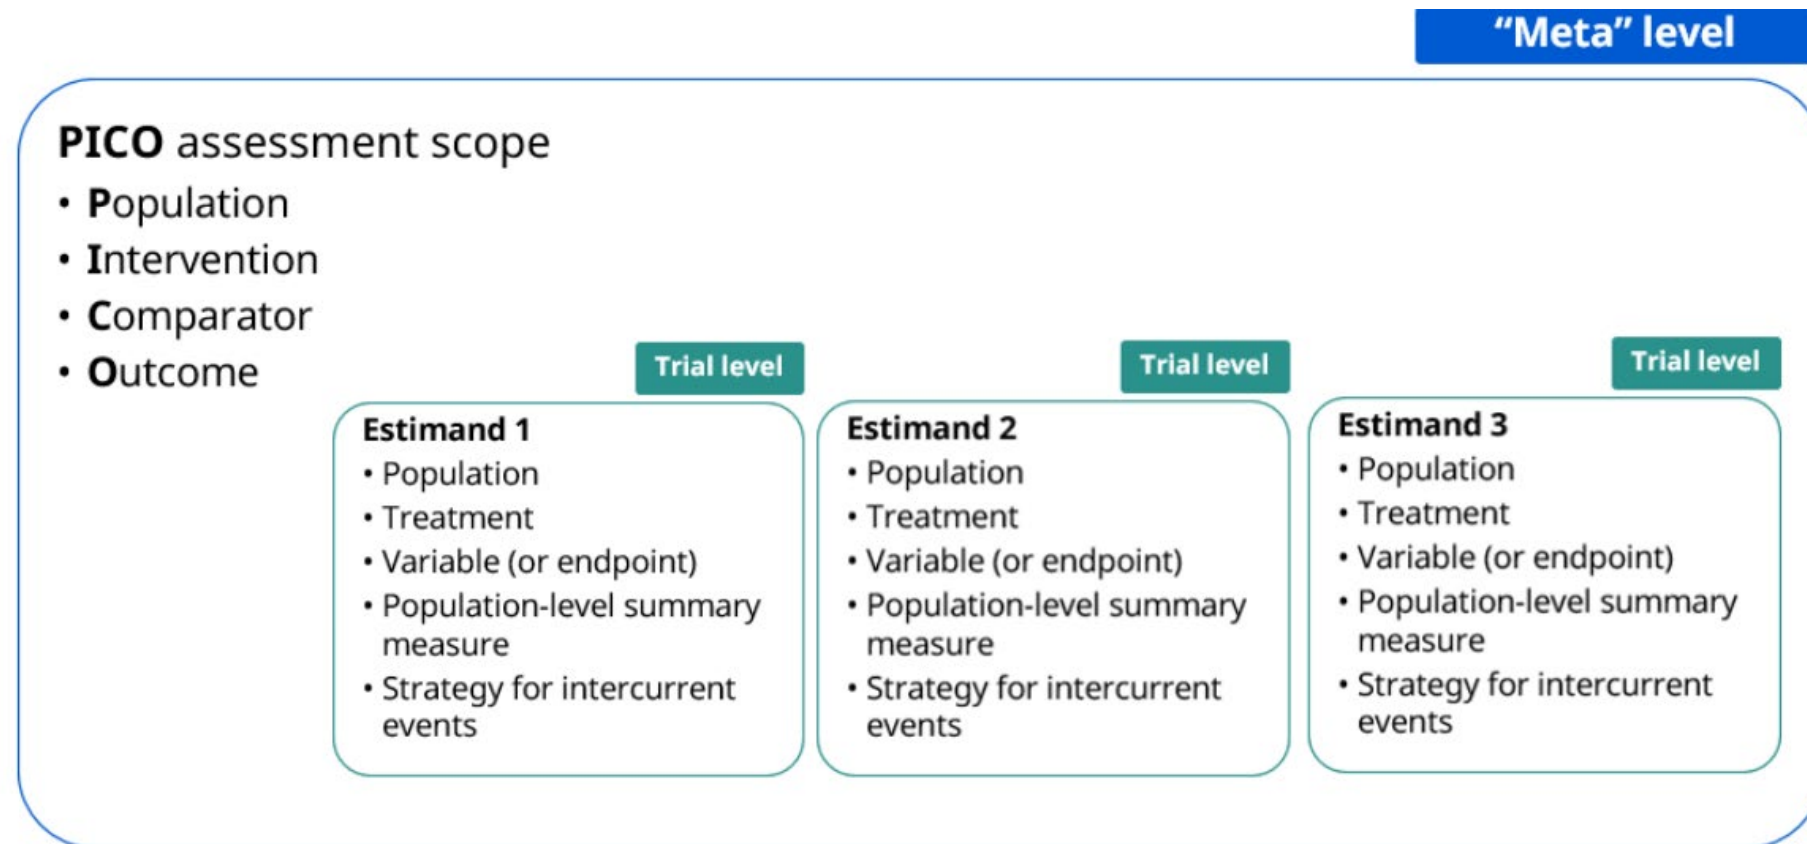 “Meta” level
PICO assessment scope
• Population
• Intervention
• Comparator
• Outcome
Trial level
Estimand 1
• Population
• Treatment
• Variable (or endpoint)
• Population-level summary
measure
• Strategy for intercurrent
events
Trial level
Estimand 2
• Population
• Treatment
• Variable (or endpoint)
• Population-level summary
measure
• Strategy for intercurrent
events
Trial level
Estimand 3
• Population
• Treatment
• Variable (or endpoint)
• Population-level summary
measure
• Strategy for intercurrent
events